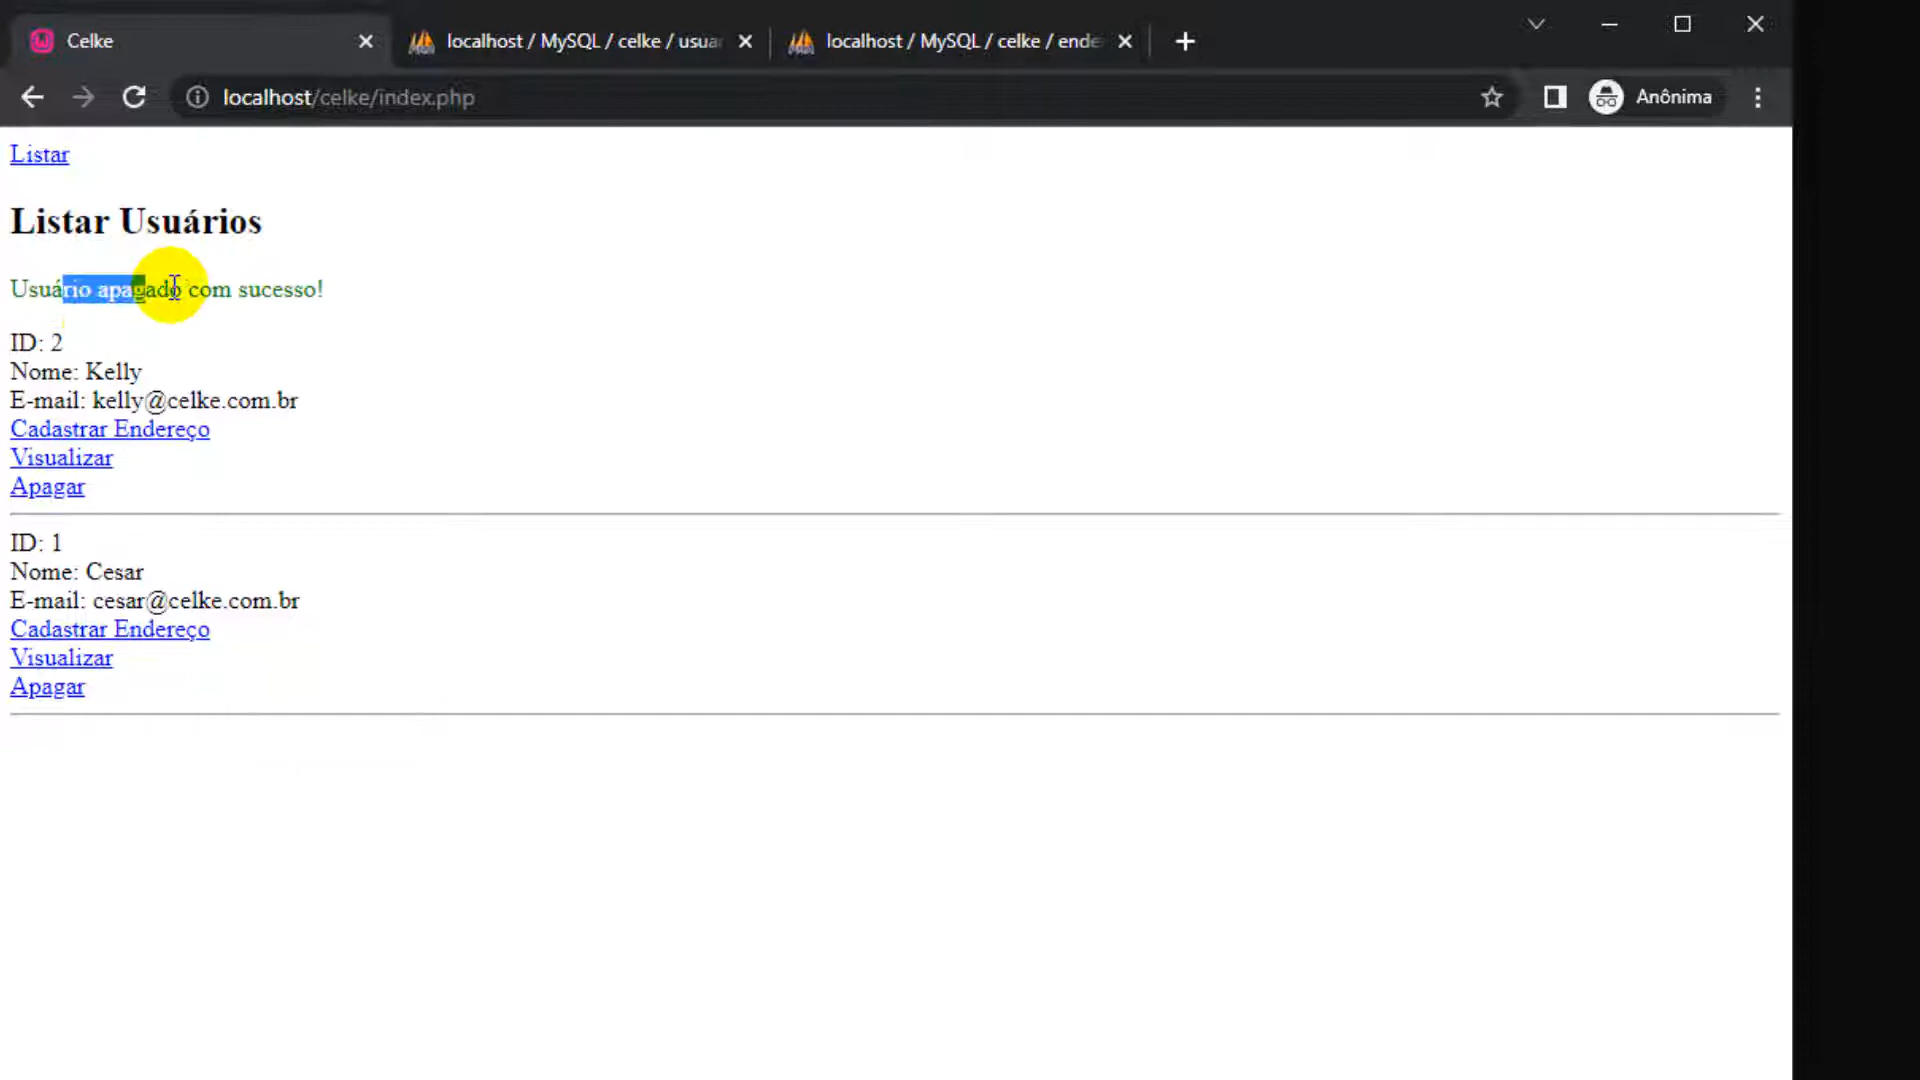 Celke
localhost / MySQL / celke / usua
localhost / MySQL / celke / ende
localhost/celke/index.php
Anônima
Listar
Listar Usuários
Usuário apagado com sucesso!
ID: 2
Nome: Kelly
E-mail: kelly@celke.com.br
Cadastrar Endereço
Visualizar
Apagar
ID: 1
Nome: Cesar
E-mail: cesar@celke.com.br
Cadastrar Endereço
Visualizar
Apagar